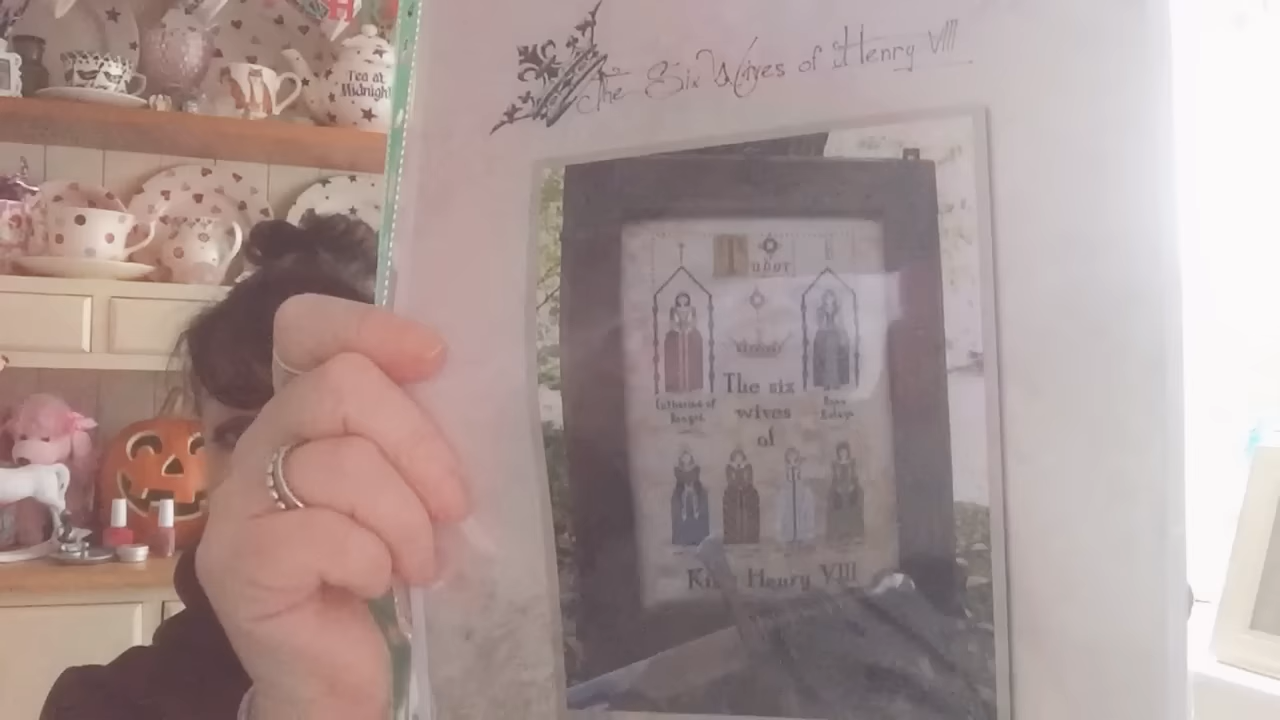 H
Tea at
Midnight
The Six Wives of Henry VIII
Tudor
Catherine of
Aragon
Anne
Boleyn
The six
wives
of
King Henry VIII